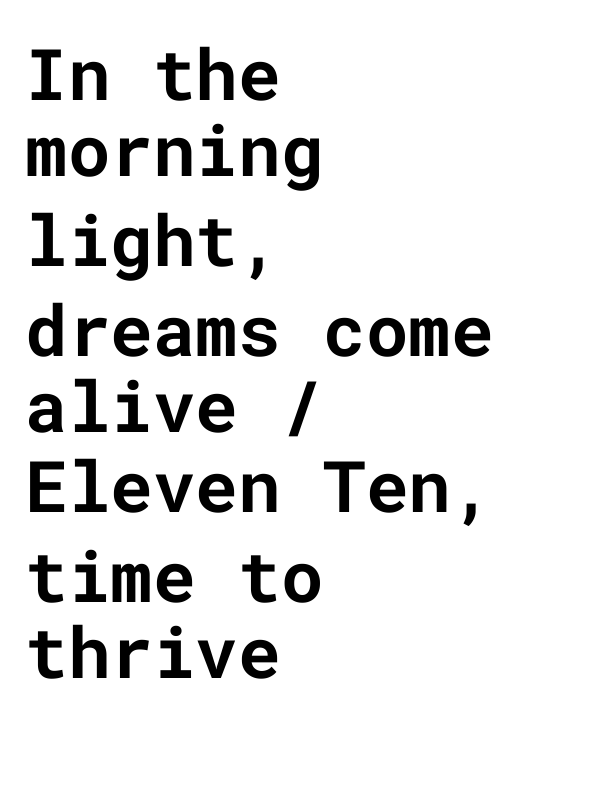 In the
morning
light,
dreams come
alive /
Eleven Ten,
time to
thrive